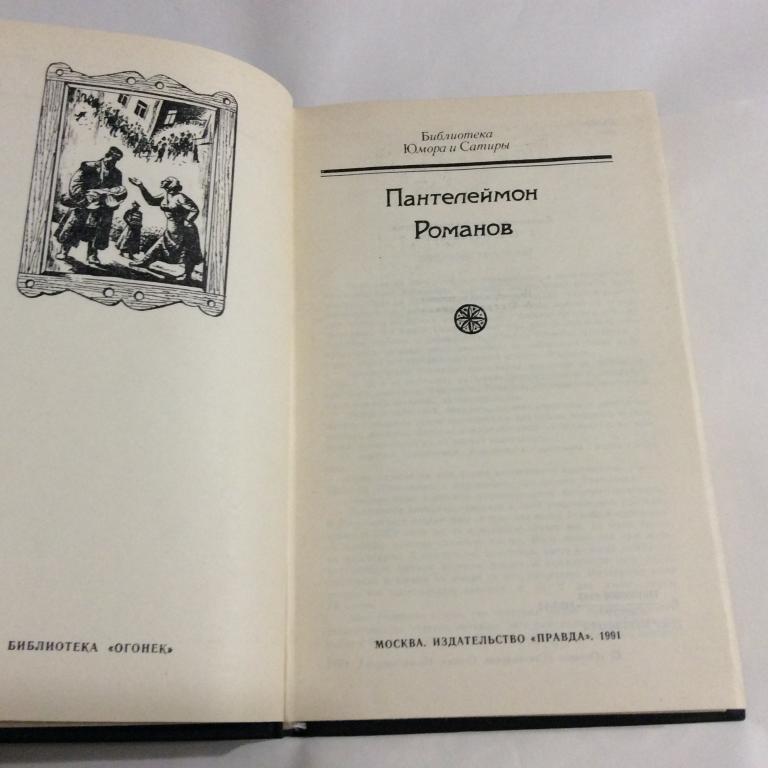 БИБЛИОТЕКА «ОГОНЕК»
Библиотека
Юмора и Сатиры
Пантелеймон
Романов
МОСКВА. ИЗДАТЕЛЬСТВО «ПРАВДА». 1991